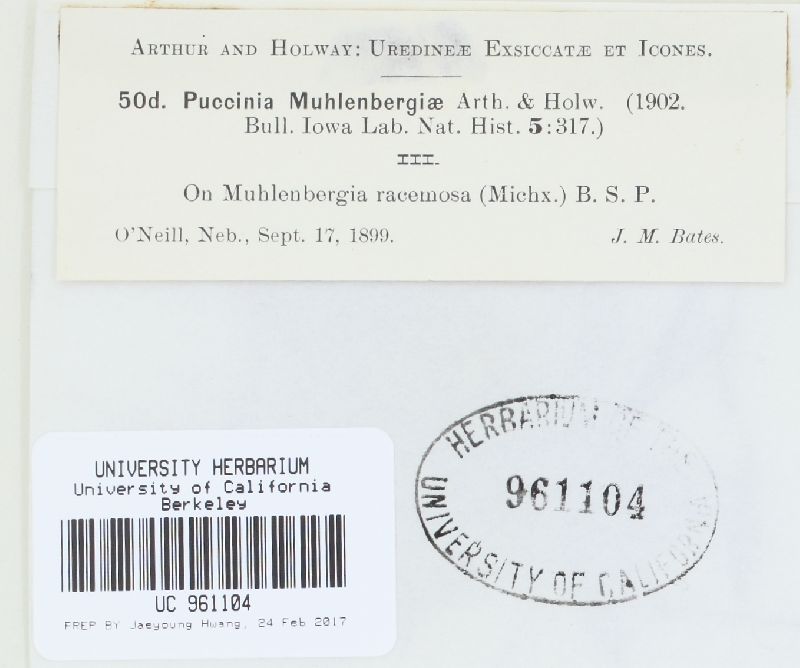 ARTHUR AND HOLWAY: UREDINEÆ EXSICCATÆ ET ICONES.
50d. Puccinia Muhlenbergiæ Arth. & Holw. (1902.
Bull. Iowa Lab. Nat. Hist. 5:317.)
III.
On Muhlenbergia racemosa (Michx.) B. S. P.
O'Neill, Neb., Sept. 17, 1899. J. M. Bates.
HERBARIUM OF THE
961104
UNIVERSITY OF CALIFORNIA
UNIVERSITY HERBARIUM
University of California
Berkeley
UC 961104
PREP BY Jaeyoung Hwang, 24 Feb 2017